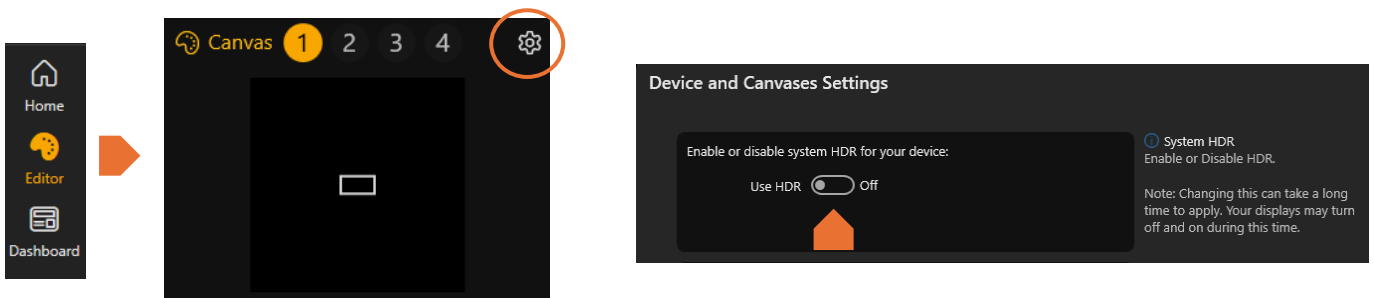 Home
Editor
Dashboard
Canvas 1 2 3 4
Device and Canvases Settings
Enable or disable system HDR for your device:
Use HDR Off
System HDR
Enable or Disable HDR.
Note: Changing this can take a long
time to apply. Your displays may turn
off and on during this time.